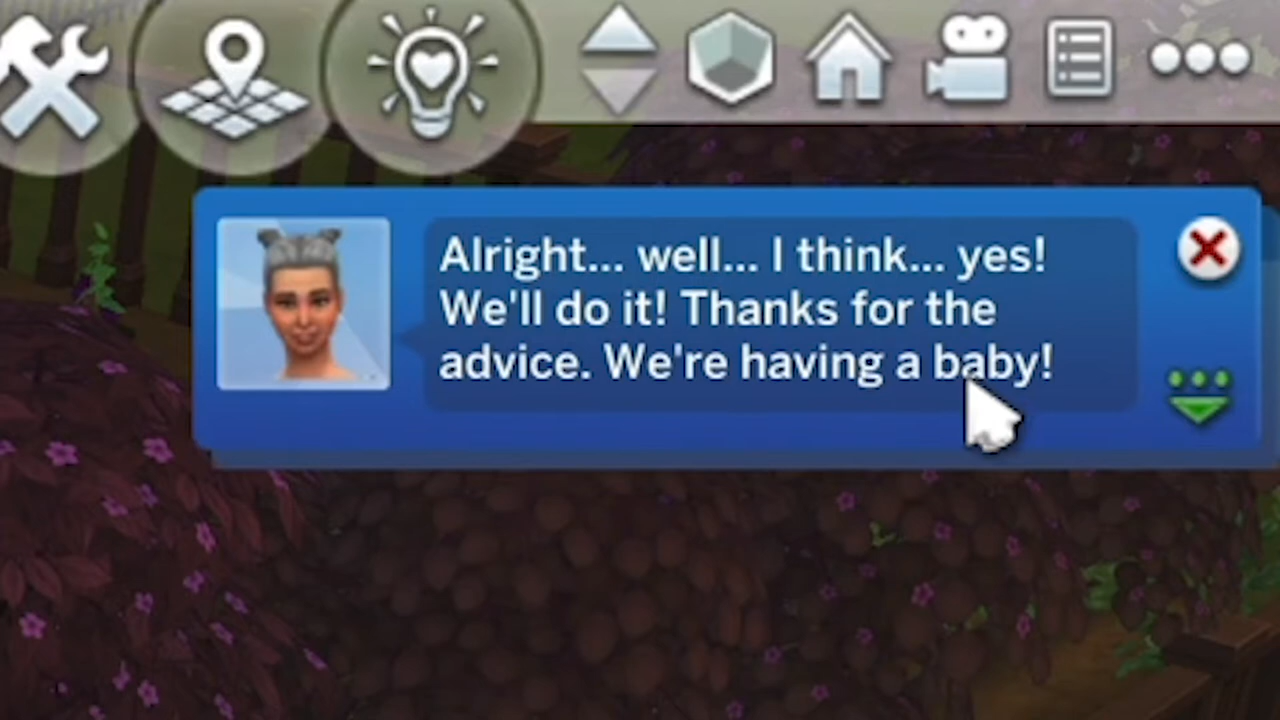 Alright... well... I think... yes!
We'll do it! Thanks for the
advice. We're having a baby!